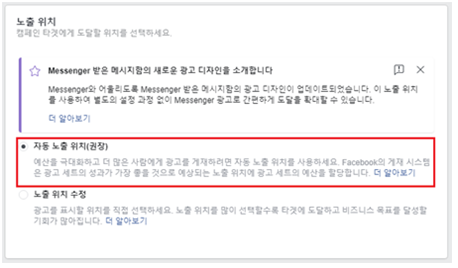 노출 위치
캠페인 타겟에게 도달할 위치를 선택하세요.
Messenger 받은 메시지함의 새로운 광고 디자인을 소개합니다
Messenger와 어울리도록 Messenger 받은 메시지함의 광고 디자인이 업데이트되었습니다. 이 노출 위치
를 사용하여 별도의 설정 과정 없이 Messenger 광고로 간편하게 도달을 확대할 수 있습니다.
더 알아보기
자동 노출 위치(권장)
예산을 극대화하고 더 많은 사람에게 광고를 게재하려면 자동 노출 위치를 사용하세요. Facebook의 게재 시스템
은 광고 세트의 성과가 가장 좋을 것으로 예상되는 노출 위치에 광고 세트의 예산을 할당합니다. 더 알아보기
노출 위치 수정
광고를 표시할 위치를 직접 선택하세요. 노출 위치를 많이 선택할수록 타겟에 도달하고 비즈니스 목표를 달성할
기회가 많아집니다. 더 알아보기